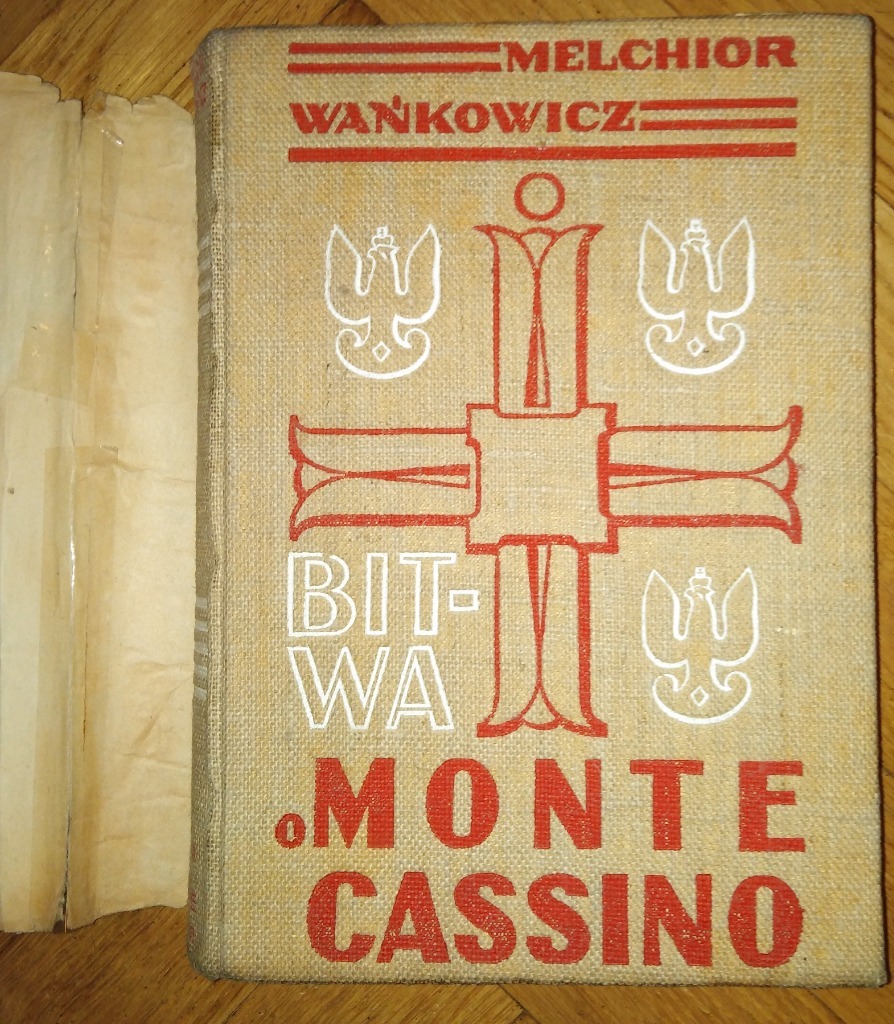 MELCHIOR
WAŃKOWICZ
BIT-
WA
O MONTE
CASSINO